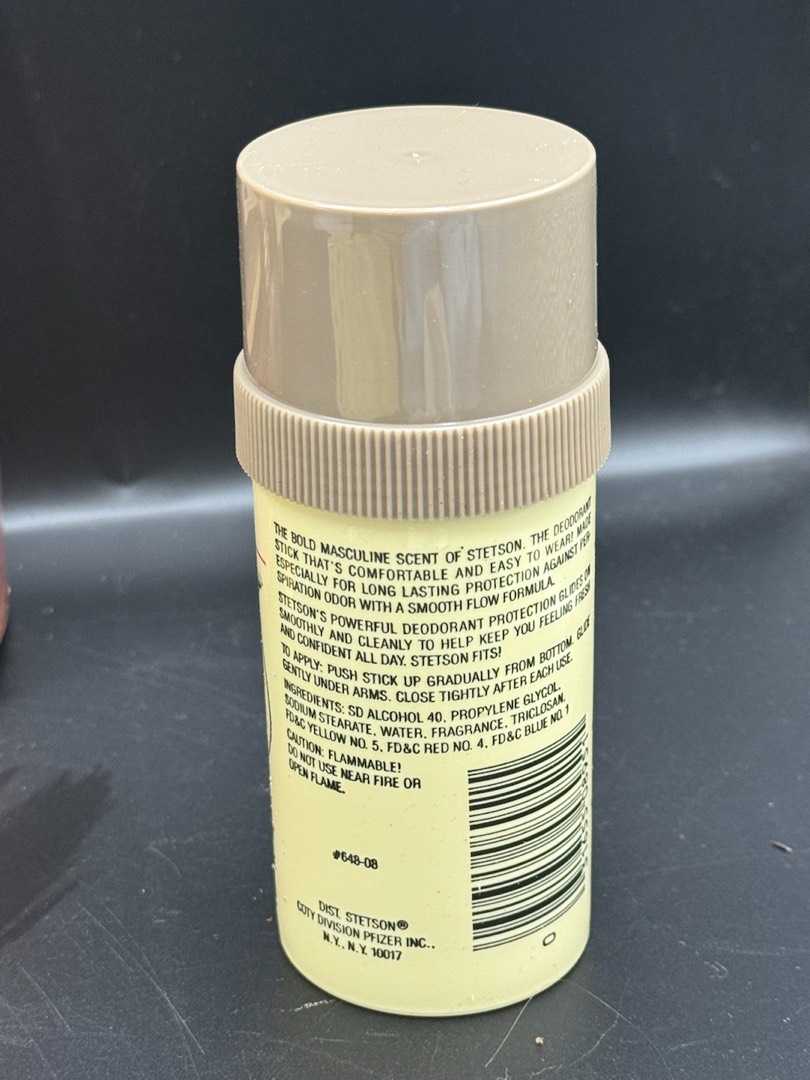 THE BOLD MASCULINE SCENT OF STETSON. THE DEODORANT
STICK THAT'S COMFORTABLE AND EASY TO WEAR! MADE
ESPECIALLY FOR LONG LASTING PROTECTION AGAINST PER-
SPIRATION ODOR WITH A SMOOTH FLOW FORMULA.
STETSON'S POWERFUL DEODORANT PROTECTION GLIDES ON
SMOOTHLY AND CLEANLY TO HELP KEEP YOU FEELING FRESH
AND CONFIDENT ALL DAY. STETSON FITS!
TO APPLY: PUSH STICK UP GRADUALLY FROM BOTTOM. GLIDE
GENTLY UNDER ARMS. CLOSE TIGHTLY AFTER EACH USE.
INGREDIENTS: SD ALCOHOL 40, PROPYLENE GLYCOL,
SODIUM STEARATE, WATER, FRAGRANCE, TRICLOSAN,
FD&C YELLOW NO. 5, FD&C RED NO. 4, FD&C BLUE NO. 1
CAUTION: FLAMMABLE!
DO NOT USE NEAR FIRE OR
OPEN FLAME.
#648-08
DIST. STETSON®
COTY DIVISION PFIZER INC.,
N.Y., N.Y. 10017
0